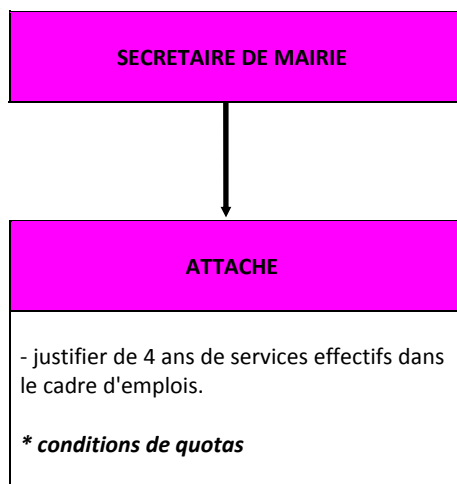 SECRETAIRE DE MAIRIE
ATTACHE
- justifier de 4 ans de services effectifs dans
le cadre d'emplois.
* conditions de quotas